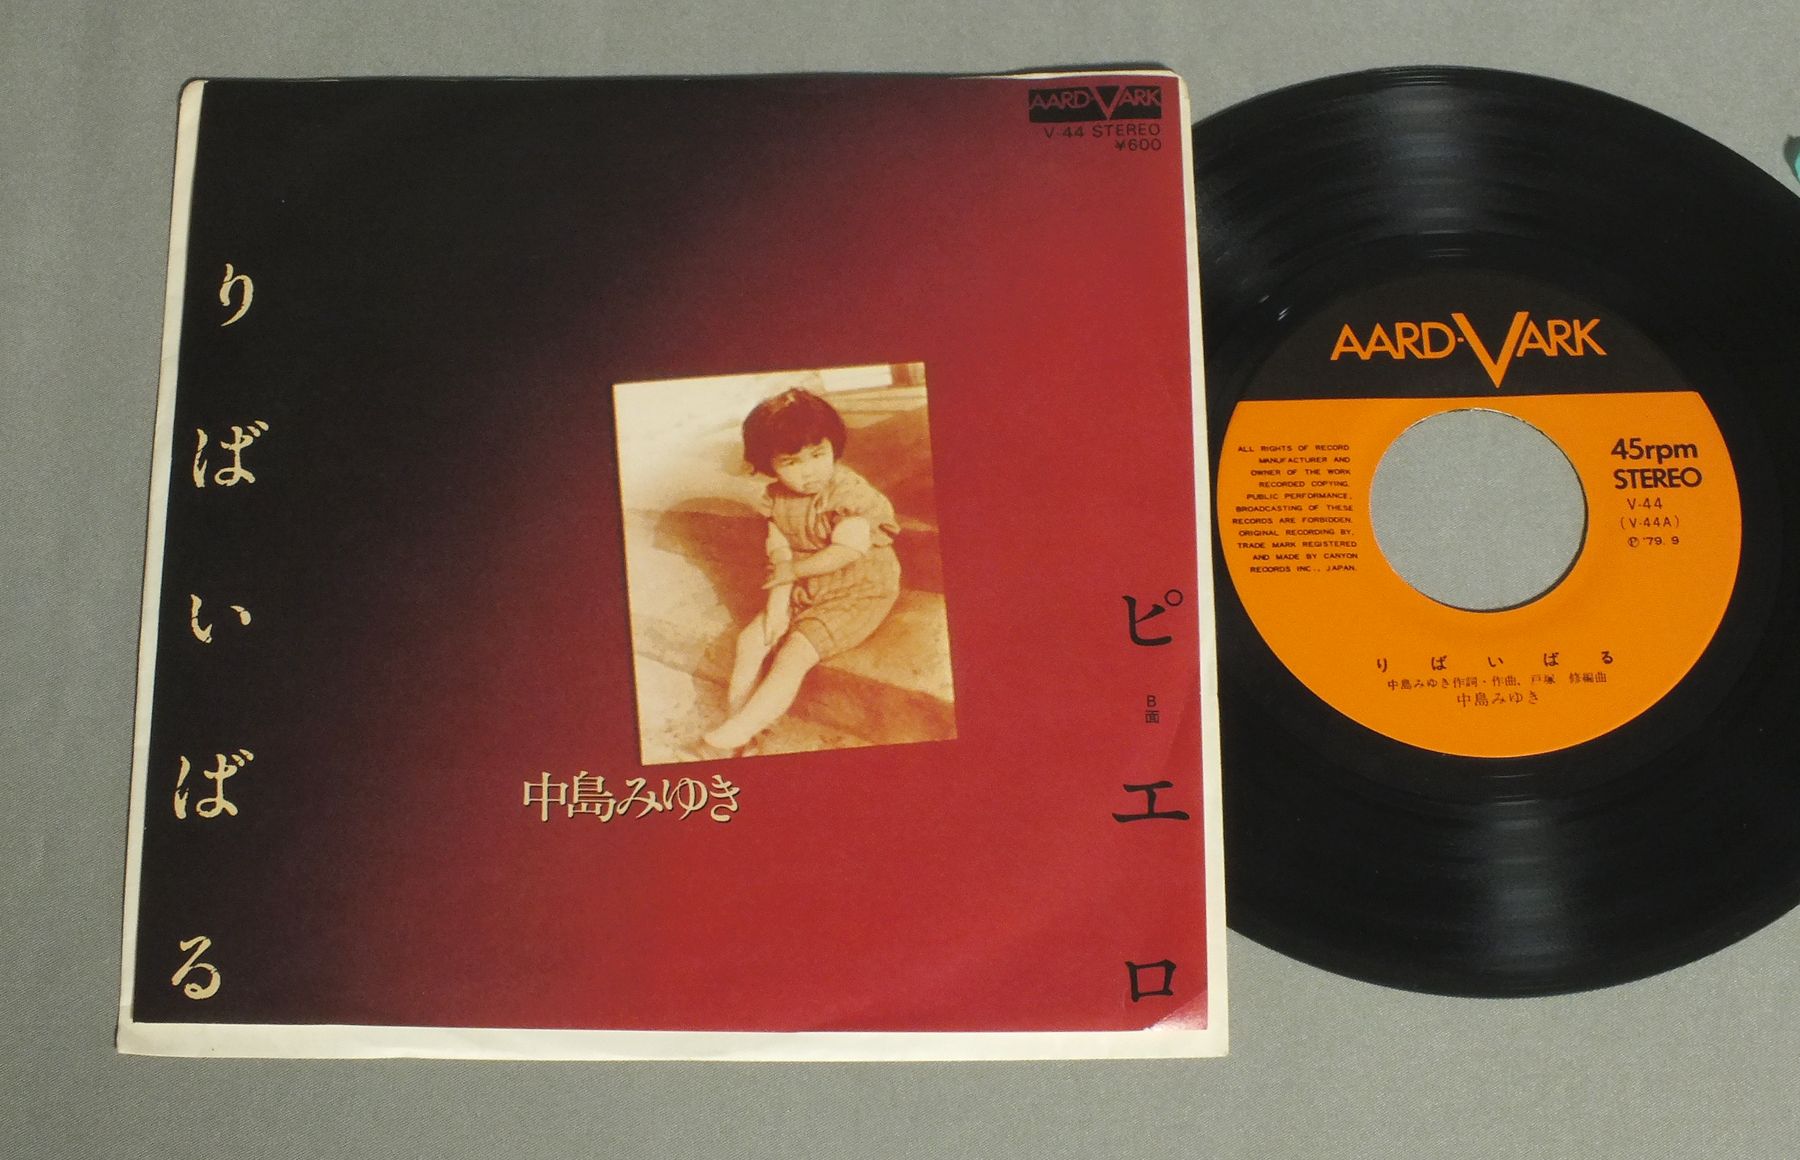 AARD-VARK
V-44 STEREO
¥600
りばいばる
中島みゆき
ピエロ
B面
AARD-VARK
ALL RIGHTS OF RECORD
MANUFACTURER AND
OWNER OF THE WORK
RECORDED COPYING,
PUBLIC PERFORMANCE,
BROADCASTING OF THESE
RECORDS ARE FORBIDDEN.
ORIGINAL RECORDING BY,
TRADE MARK REGISTERED
AND MADE BY CANYON
RECORDS INC., JAPAN.
45rpm
STEREO
V-44
(V-44A)
Ⓟ '79. 9
りばいばる
中島みゆき作詞・作曲、戸塚 修編曲
中島みゆき